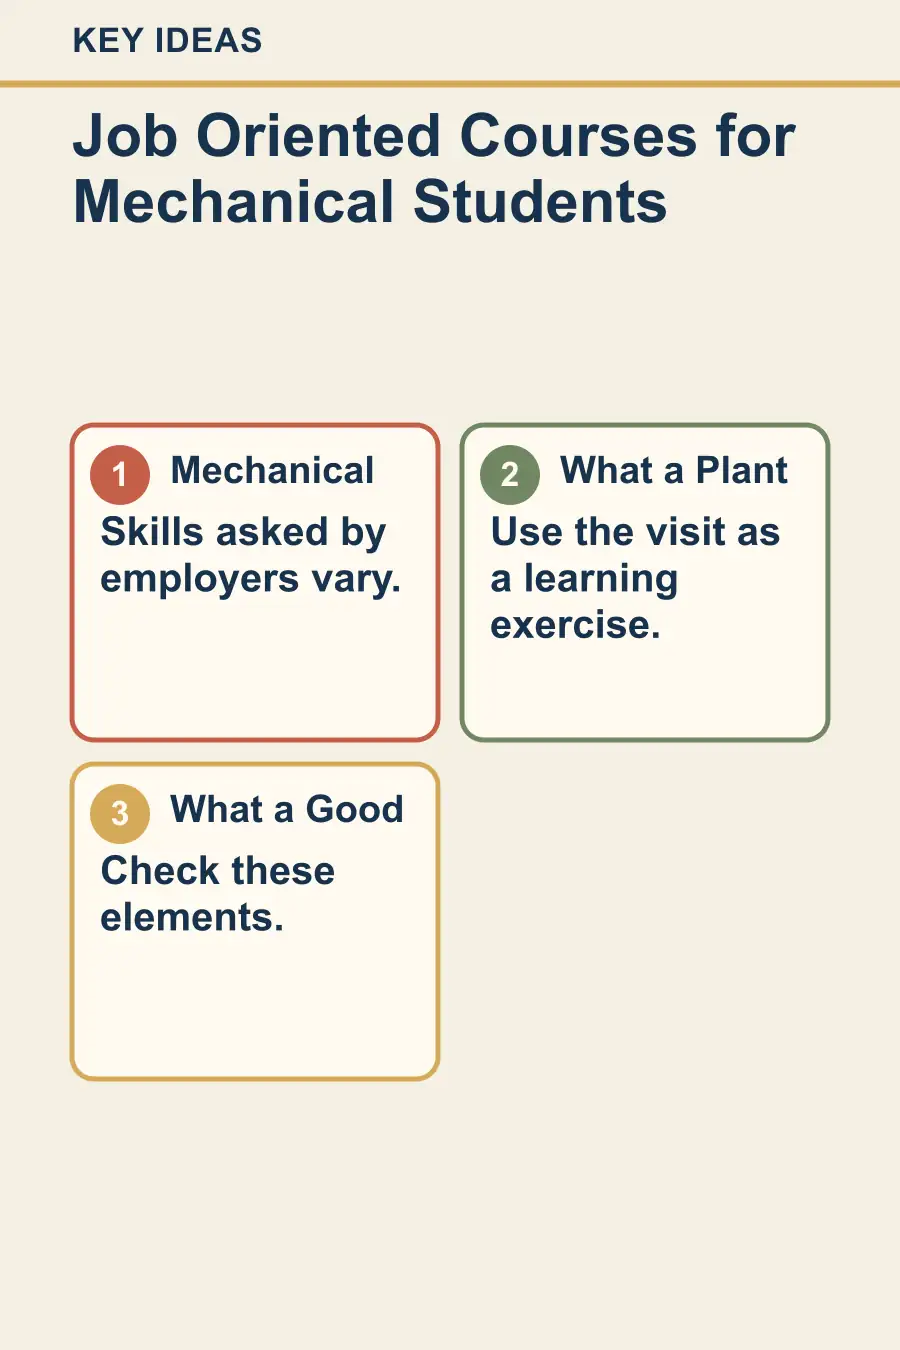 KEY IDEAS
Job Oriented Courses for
Mechanical Students
1 Mechanical
Skills asked by
employers vary.
2 What a Plant
Use the visit as
a learning
exercise.
3 What a Good
Check these
elements.